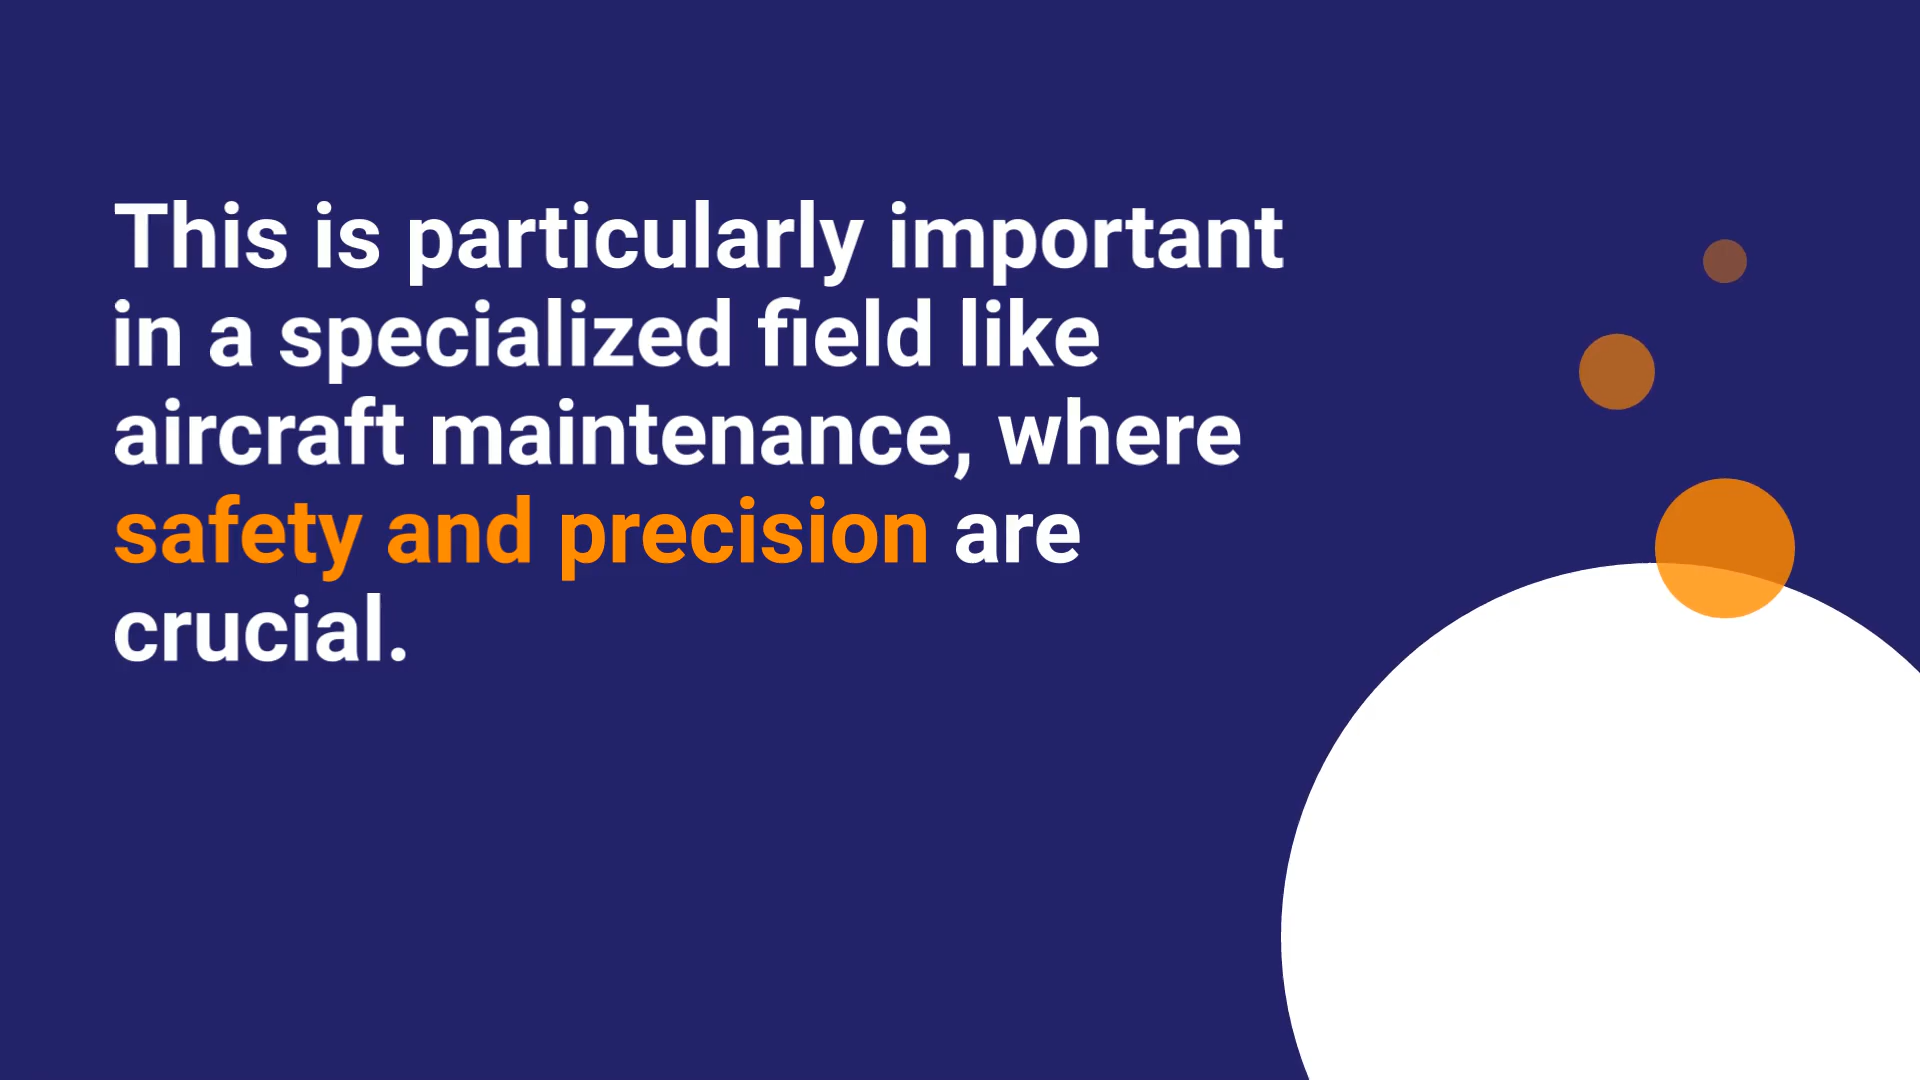 This is particularly important
in a specialized field like
aircraft maintenance, where
safety and precision are
crucial.